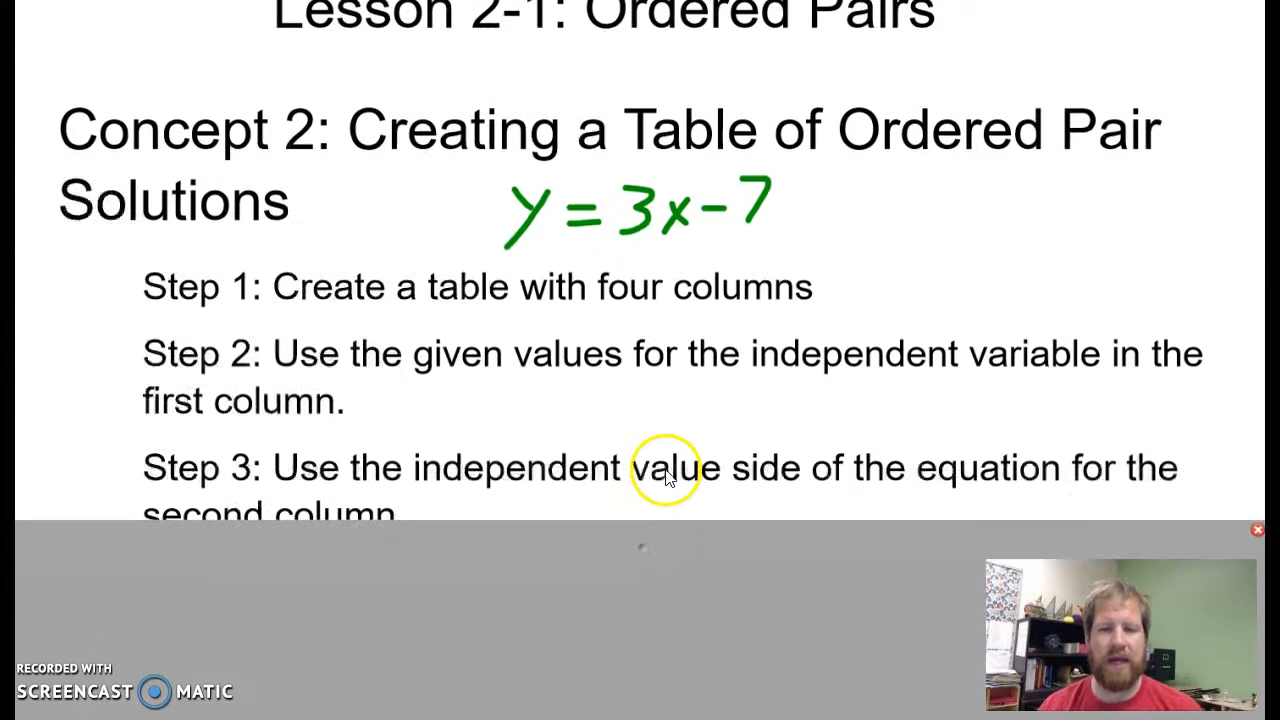 Lesson 2-1: Ordered Pairs
Concept 2: Creating a Table of Ordered Pair
Solutions
y = 3x - 7
Step 1: Create a table with four columns
Step 2: Use the given values for the independent variable in the
first column.
Step 3: Use the independent value side of the equation for the
second column
RECORDED WITH
SCREENCAST MATIC